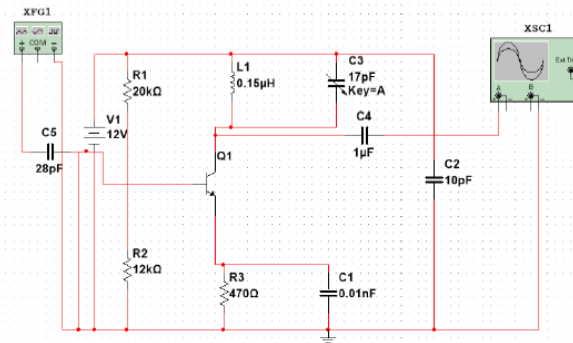 XFG1
COM
XSC1
Ext Tri
A
B
V1
12V
R1
20kΩ
L1
0.15µH
C3
17pF
Key=A
C4
1µF
C5
28pF
Q1
C2
10pF
R2
12kΩ
R3
470Ω
C1
0.01nF